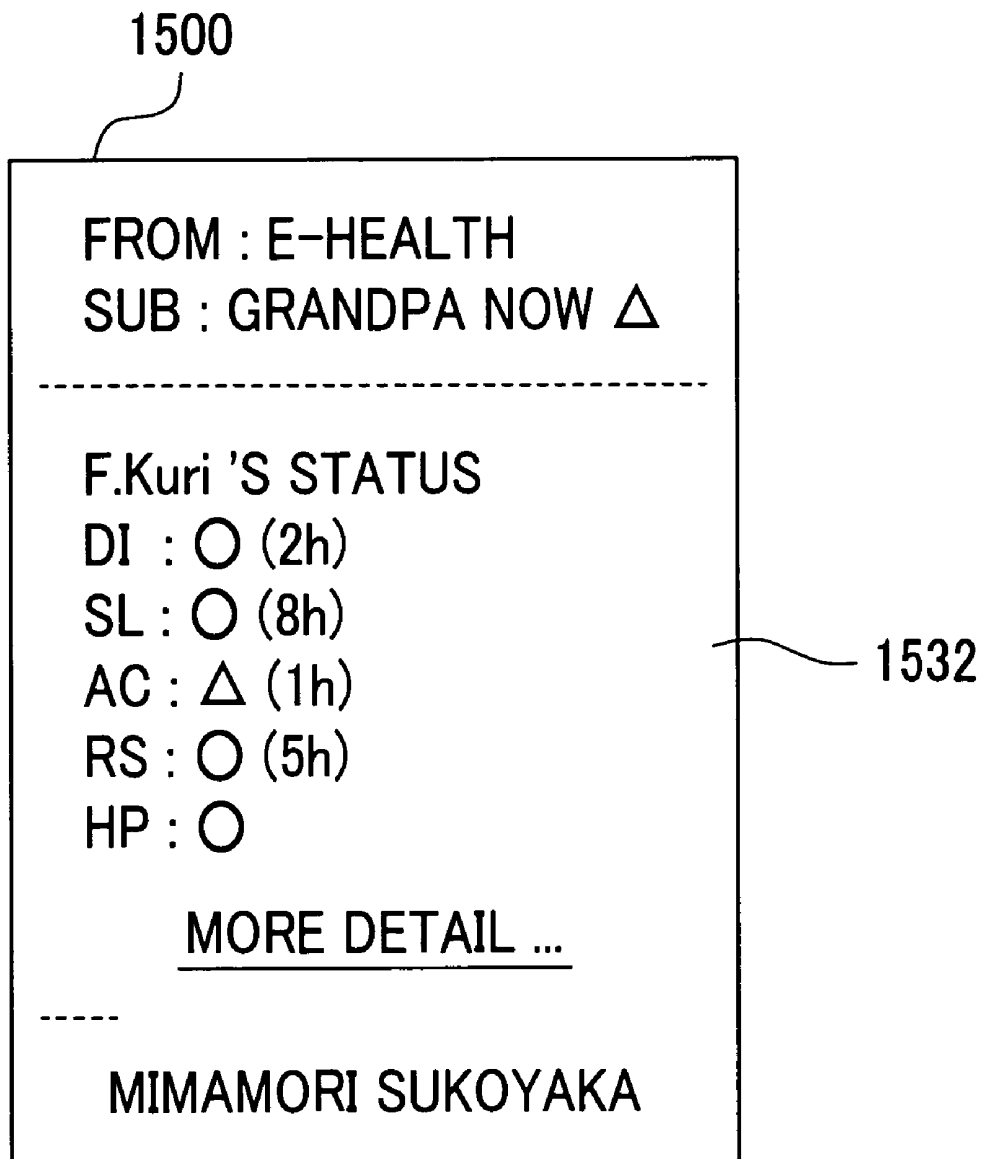 1500
FROM : E-HEALTH
SUB : GRANDPA NOW △
F.Kuri 'S STATUS
DI : ○ (2h)
SL : ○ (8h)
AC : △ (1h)
RS : ○ (5h)
HP : ○
1532
MORE DETAIL ...
MIMAMORI SUKOYAKA